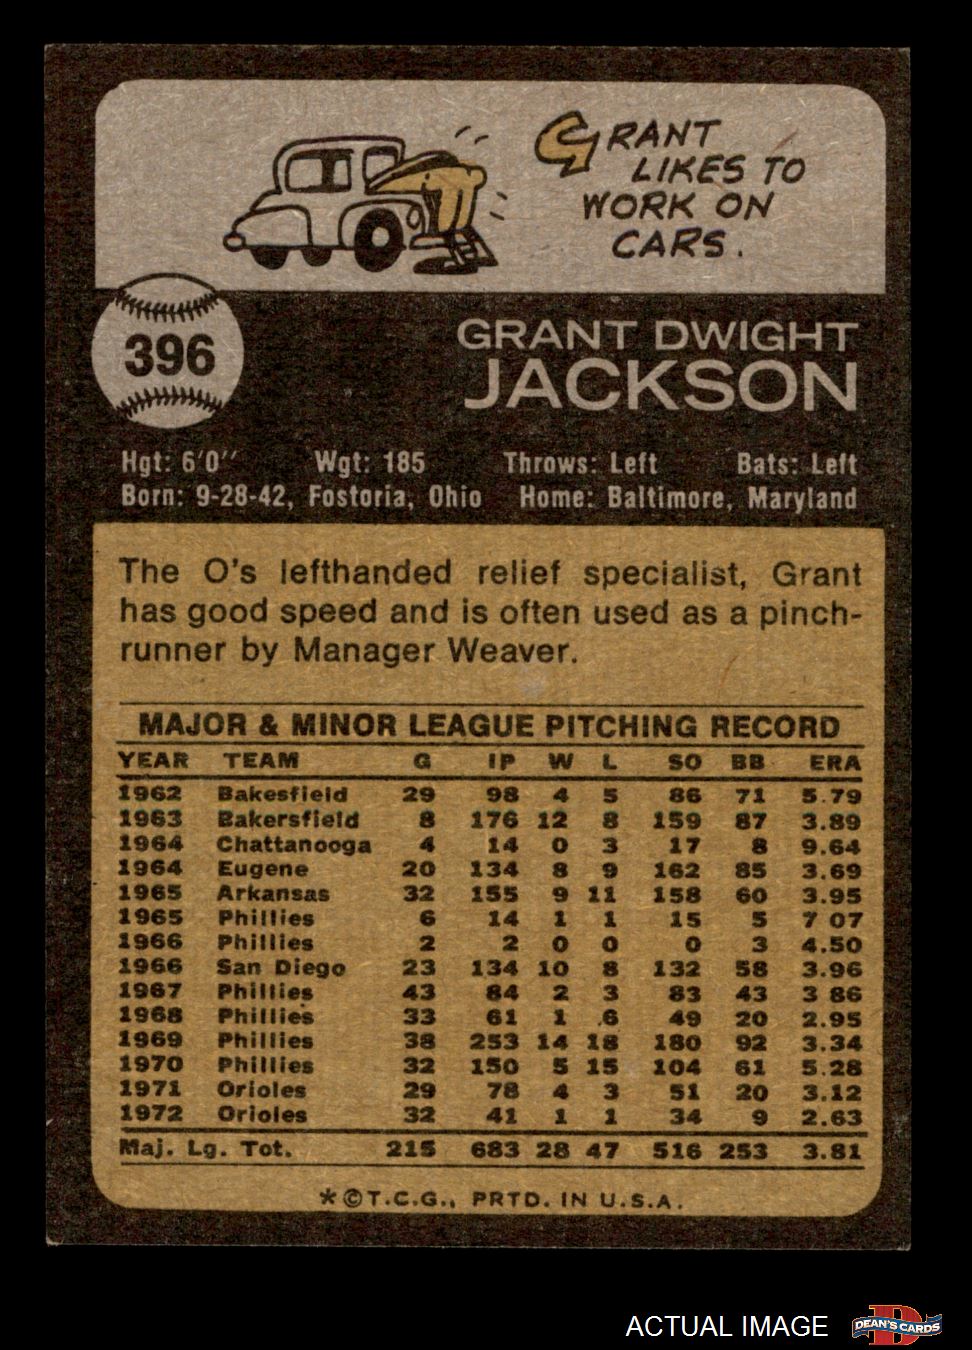 GRANT
LIKES TO
WORK ON
CARS.
396
GRANT DWIGHT
JACKSON
Hgt: 6'0" Wgt: 185 Throws: Left Bats: Left
Born: 9-28-42, Fostoria, Ohio Home: Baltimore, Maryland
The O's lefthanded relief specialist, Grant
has good speed and is often used as a pinch-
runner by Manager Weaver.
MAJOR & MINOR LEAGUE PITCHING RECORD
YEAR TEAM G IP W L SO BB ERA
1962 Bakesfield 29 98 4 5 86 71 5.79
1963 Bakersfield 8 176 12 8 159 87 3.89
1964 Chattanooga 4 14 0 3 17 8 9.64
1964 Eugene 20 134 8 9 162 85 3.69
1965 Arkansas 32 155 9 11 158 60 3.95
1965 Phillies 6 14 1 1 15 5 7 07
1966 Phillies 2 2 0 0 0 3 4.50
1966 San Diego 23 134 10 8 132 58 3.96
1967 Phillies 43 84 2 3 83 43 3 86
1968 Phillies 33 61 1 6 49 20 2.95
1969 Phillies 38 253 14 18 180 92 3.34
1970 Phillies 32 150 5 15 104 61 5.28
1971 Orioles 29 78 4 3 51 20 3.12
1972 Orioles 32 41 1 1 34 9 2.63
Maj. Lg. Tot. 215 683 28 47 516 253 3.81
*©T.C.G., PRTD. IN U.S.A.
ACTUAL IMAGE
D
DEAN'S CARDS